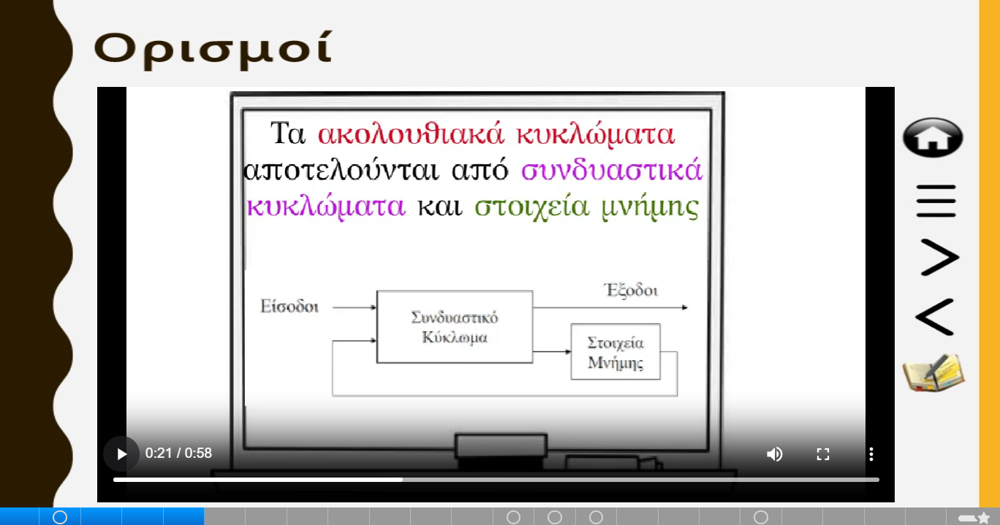 Ορισμοί
Τα ακολουθιακά κυκλώματα
αποτελούνται από συνδυαστικά
κυκλώματα και στοιχεία μνήμης
Είσοδοι
Συνδυαστικό
Κύκλωμα
Έξοδοι
Στοιχεία
Μνήμης
0:21 / 0:58